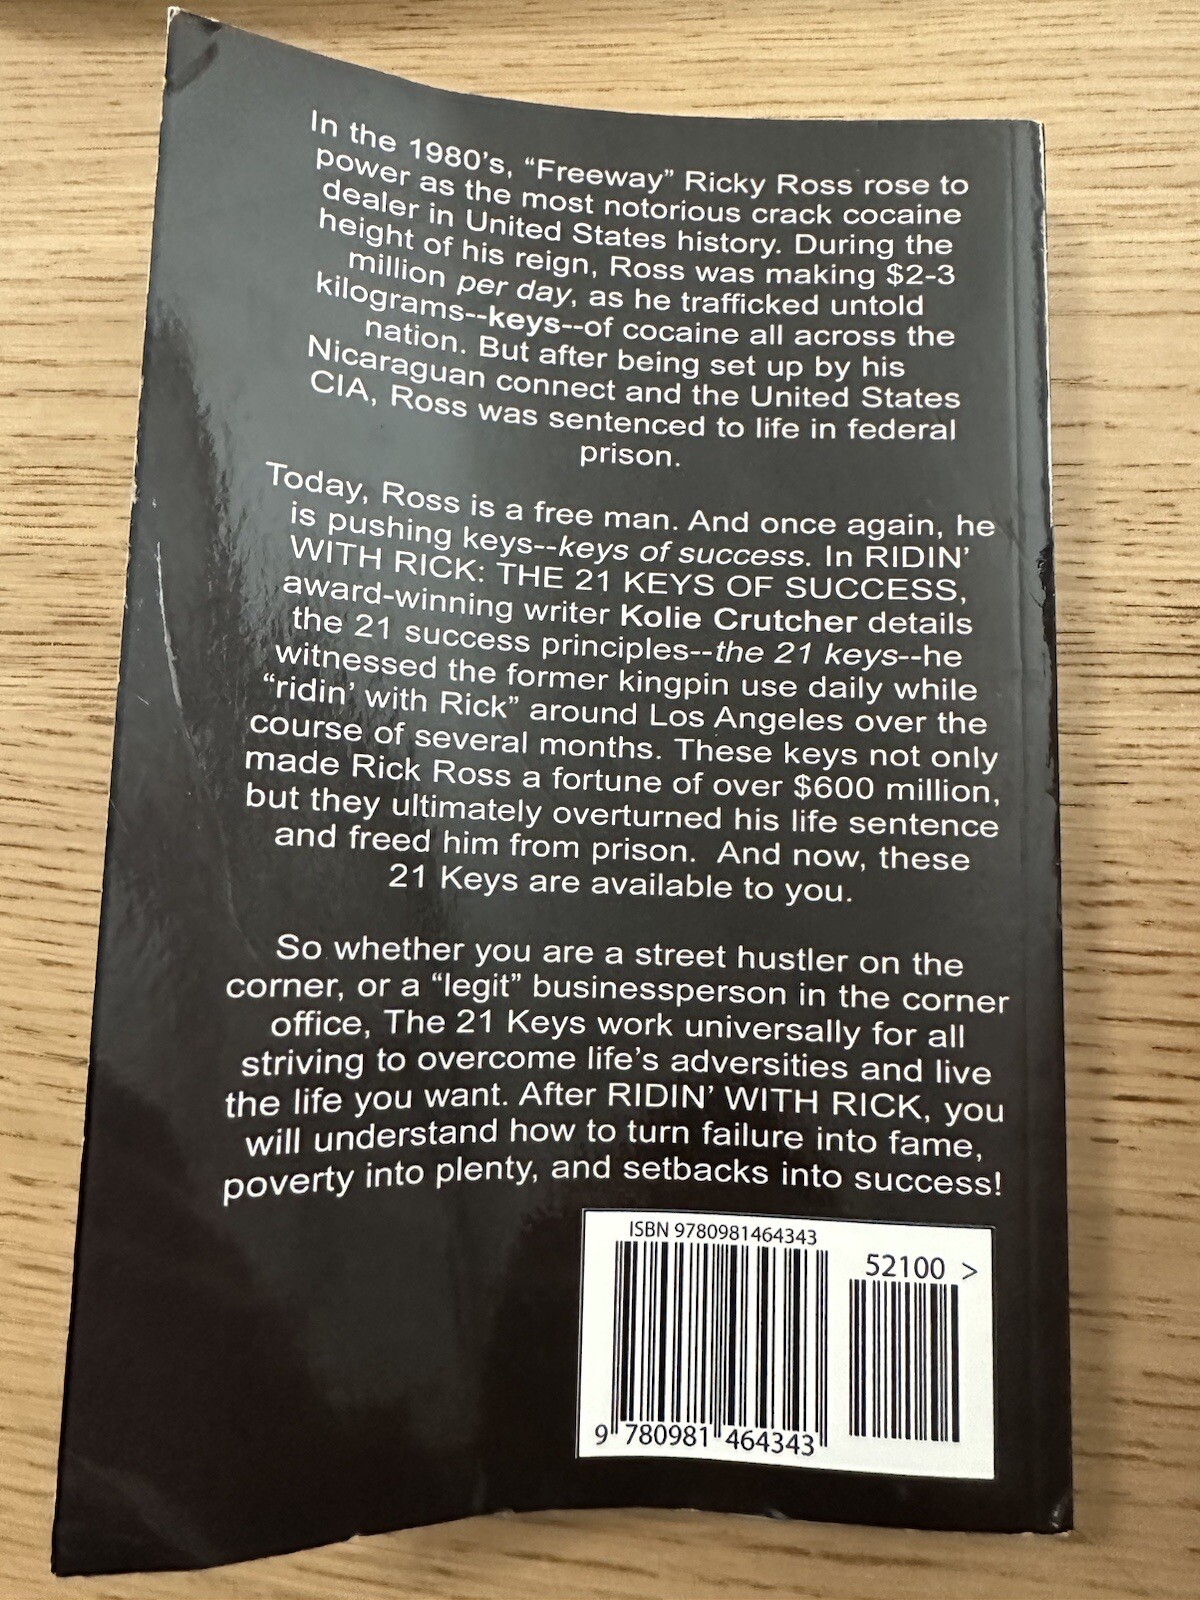 In the 1980's, “Freeway” Ricky Ross rose to
power as the most notorious crack cocaine
dealer in United States history. During the
height of his reign, Ross was making $2-3
million per day, as he trafficked untold
kilograms--keys--of cocaine all across the
nation. But after being set up by his
Nicaraguan connect and the United States
CIA, Ross was sentenced to life in federal
prison.
Today, Ross is a free man. And once again, he
is pushing keys--keys of success. In RIDIN'
WITH RICK: THE 21 KEYS OF SUCCESS,
award-winning writer Kolie Crutcher details
the 21 success principles--the 21 keys--he
witnessed the former kingpin use daily while
“ridin' with Rick” around Los Angeles over the
course of several months. These keys not only
made Rick Ross a fortune of over $600 million,
but they ultimately overturned his life sentence
and freed him from prison. And now, these
21 Keys are available to you.
So whether you are a street hustler on the
corner, or a “legit” businessperson in the corner
office, The 21 Keys work universally for all
striving to overcome life's adversities and live
the life you want. After RIDIN' WITH RICK, you
will understand how to turn failure into fame,
poverty into plenty, and setbacks into success!
ISBN 9780981464343
52100 >
9 780981 464343